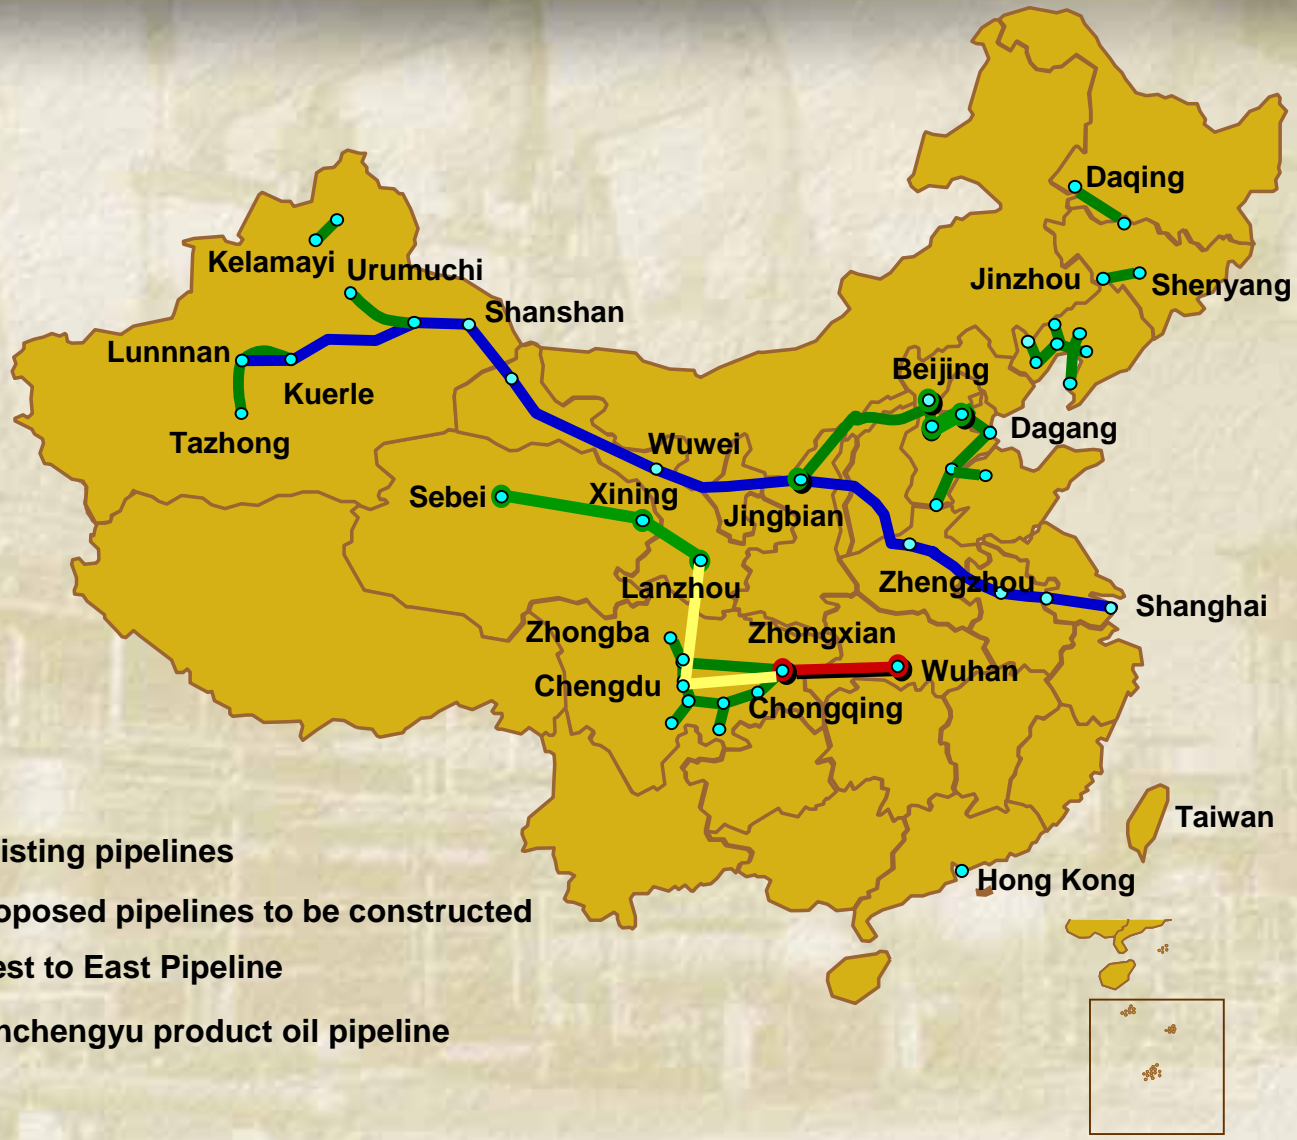 Daqing
Kelamayi
Urumuchi
Jinzhou
Shenyang
Shanshan
Lunnnan
Beijing
Kuerle
Tazhong
Dagang
Wuwei
Sebei
Xining
Jingbian
Lanzhou
Zhengzhou
Shanghai
Zhongba
Zhongxian
Chengdu
Wuhan
Chongqing
Taiwan
isting pipelines
Hong Kong
oposed pipelines to be constructed
est to East Pipeline
nchengyu product oil pipeline